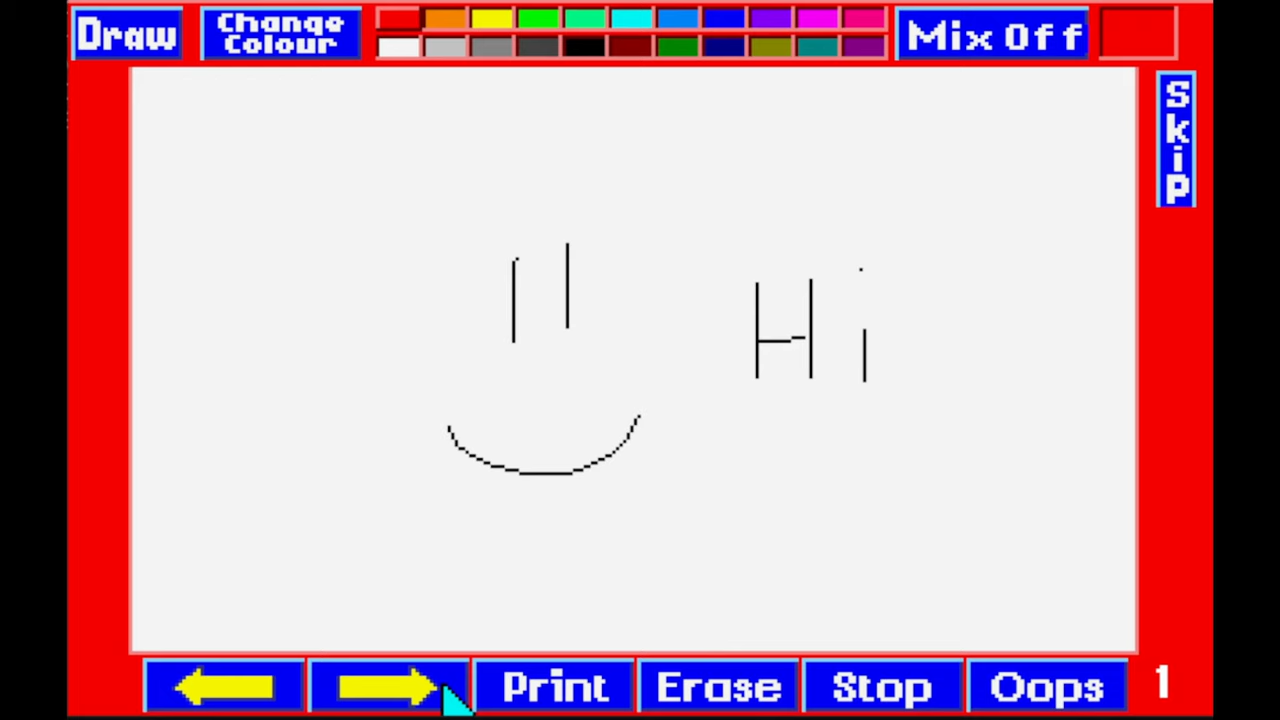 Draw
Change
Colour
Mix Off
Skip
Hi
Print
Erase
Stop
Oops
1